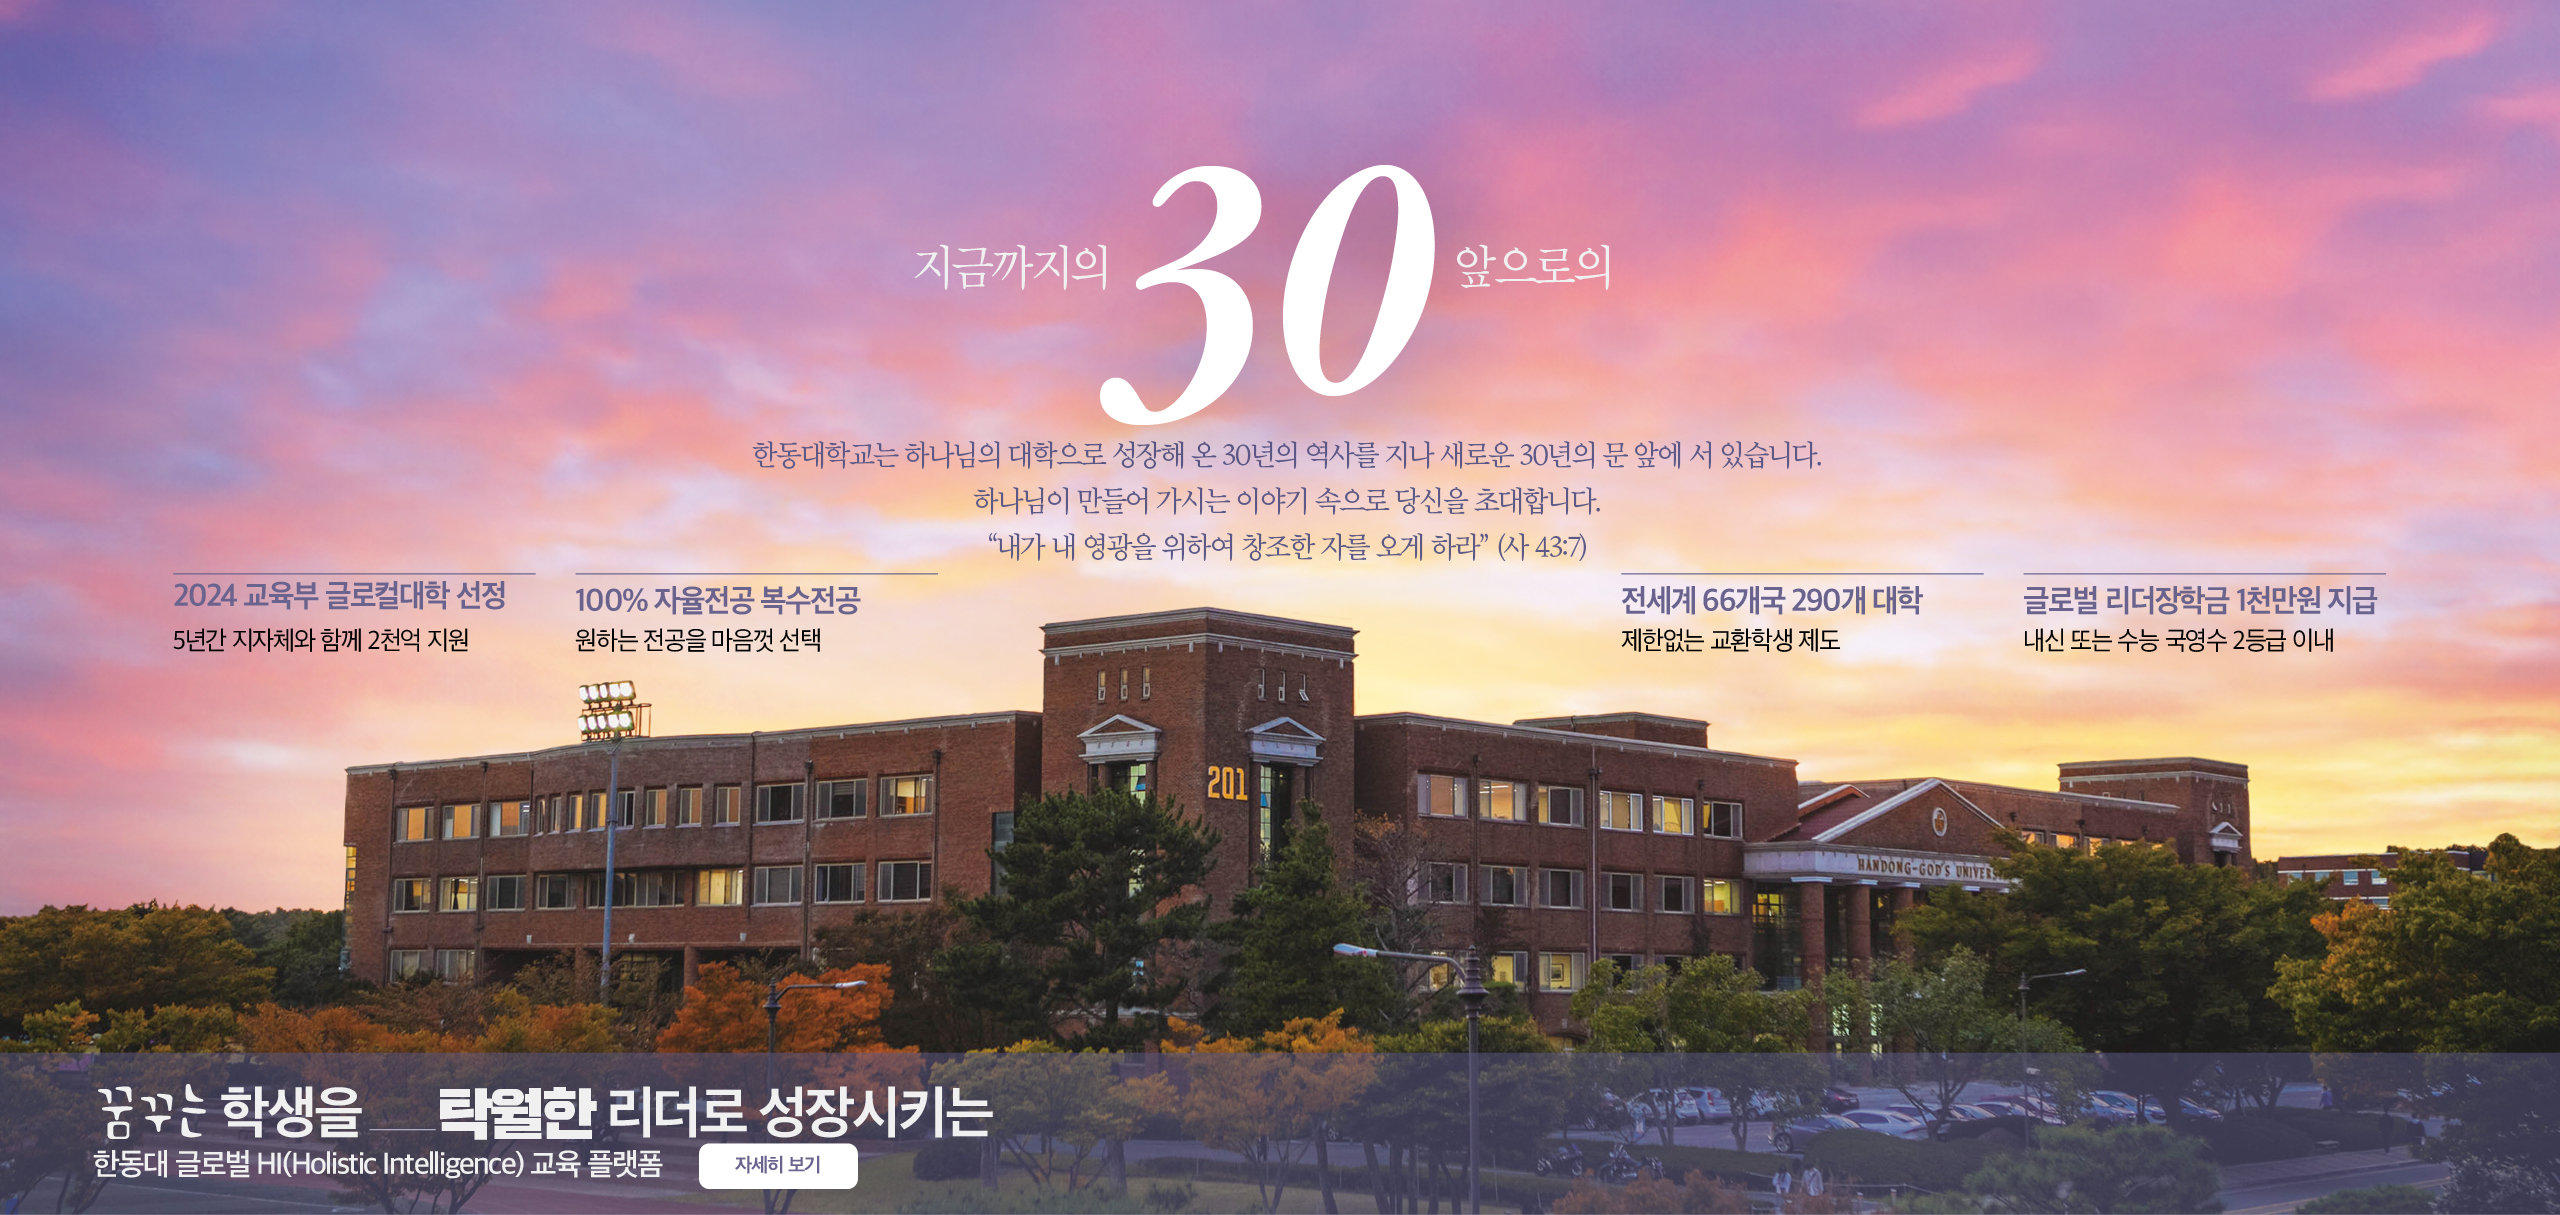 지금까지의 30 앞으로의
한동대학교는 하나님의 대학으로 성장해 온 30년의 역사를 지나 새로운 30년의 문 앞에 서 있습니다.
하나님이 만들어 가시는 이야기 속으로 당신을 초대합니다.
“내가 내 영광을 위하여 창조한 자를 오게 하라” (사 43:7)
2024 교육부 글로컬대학 선정
5년간 지자체와 함께 2천억 지원
100% 자율전공 복수전공
원하는 전공을 마음껏 선택
전세계 66개국 290개 대학
제한없는 교환학생 제도
글로벌 리더장학금 1천만원 지급
내신 또는 수능 국영수 2등급 이내
201
HANDONG-GOD'S
꿈꾸는 학생을 __탁월한 리더로 성장시키는
한동대 글로벌 HI(Holistic Intelligence) 교육 플랫폼
자세히 보기